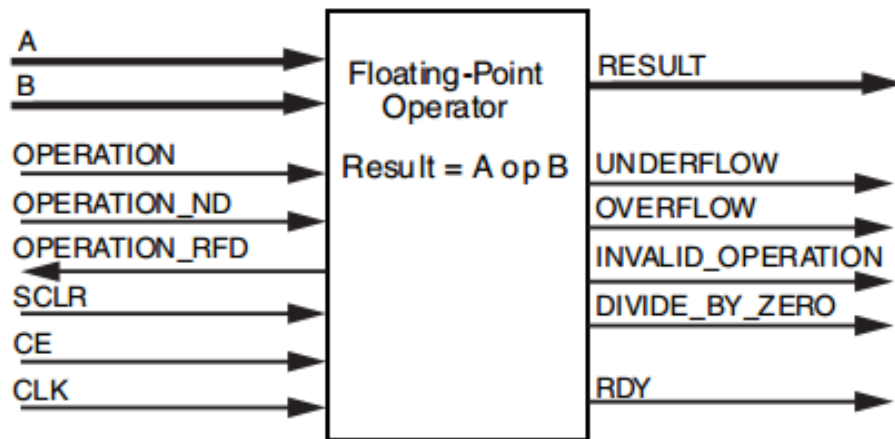 A
B
OPERATION
OPERATION_ND
OPERATION_RFD
SCLR
CE
CLK
Floating-Point
Operator
Result = A op B
RESULT
UNDERFLOW
OVERFLOW
INVALID_OPERATION
DIVIDE_BY_ZERO
RDY